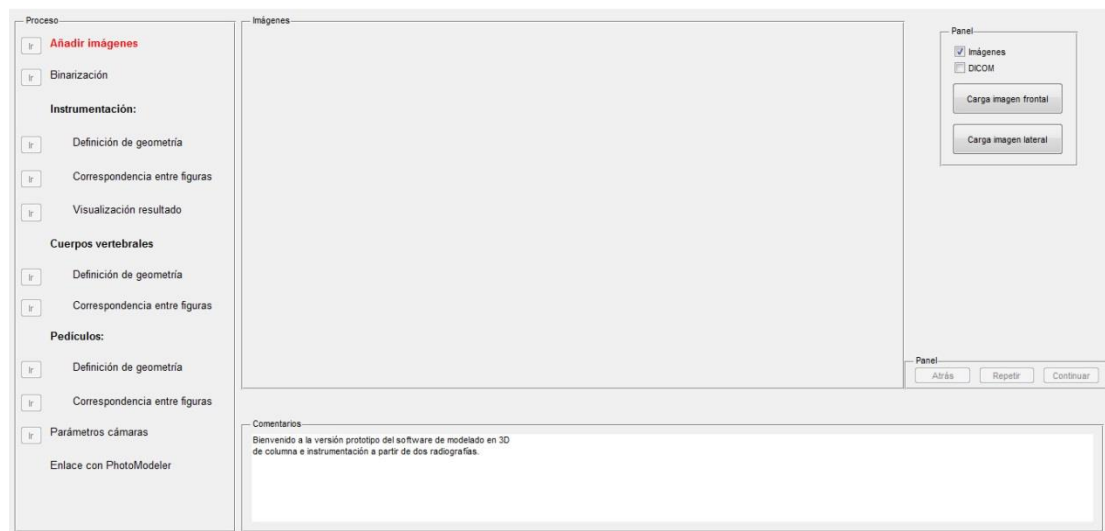 Proceso
Ir Añadir imágenes
Ir Binarización
Instrumentación:
Ir Definición de geometría
Ir Correspondencia entre figuras
Ir Visualización resultado
Cuerpos vertebrales
Ir Definición de geometría
Ir Correspondencia entre figuras
Pedículos:
Ir Definición de geometría
Ir Correspondencia entre figuras
Ir Parámetros cámaras
Enlace con PhotoModeler
Imágenes
Panel
Imágenes
DICOM
Carga imagen frontal
Carga imagen lateral
Panel
Atrás Repetir Continuar
Comentarios
Bienvenido a la versión prototipo del software de modelado en 3D
de columna e instrumentación a partir de dos radiografías.